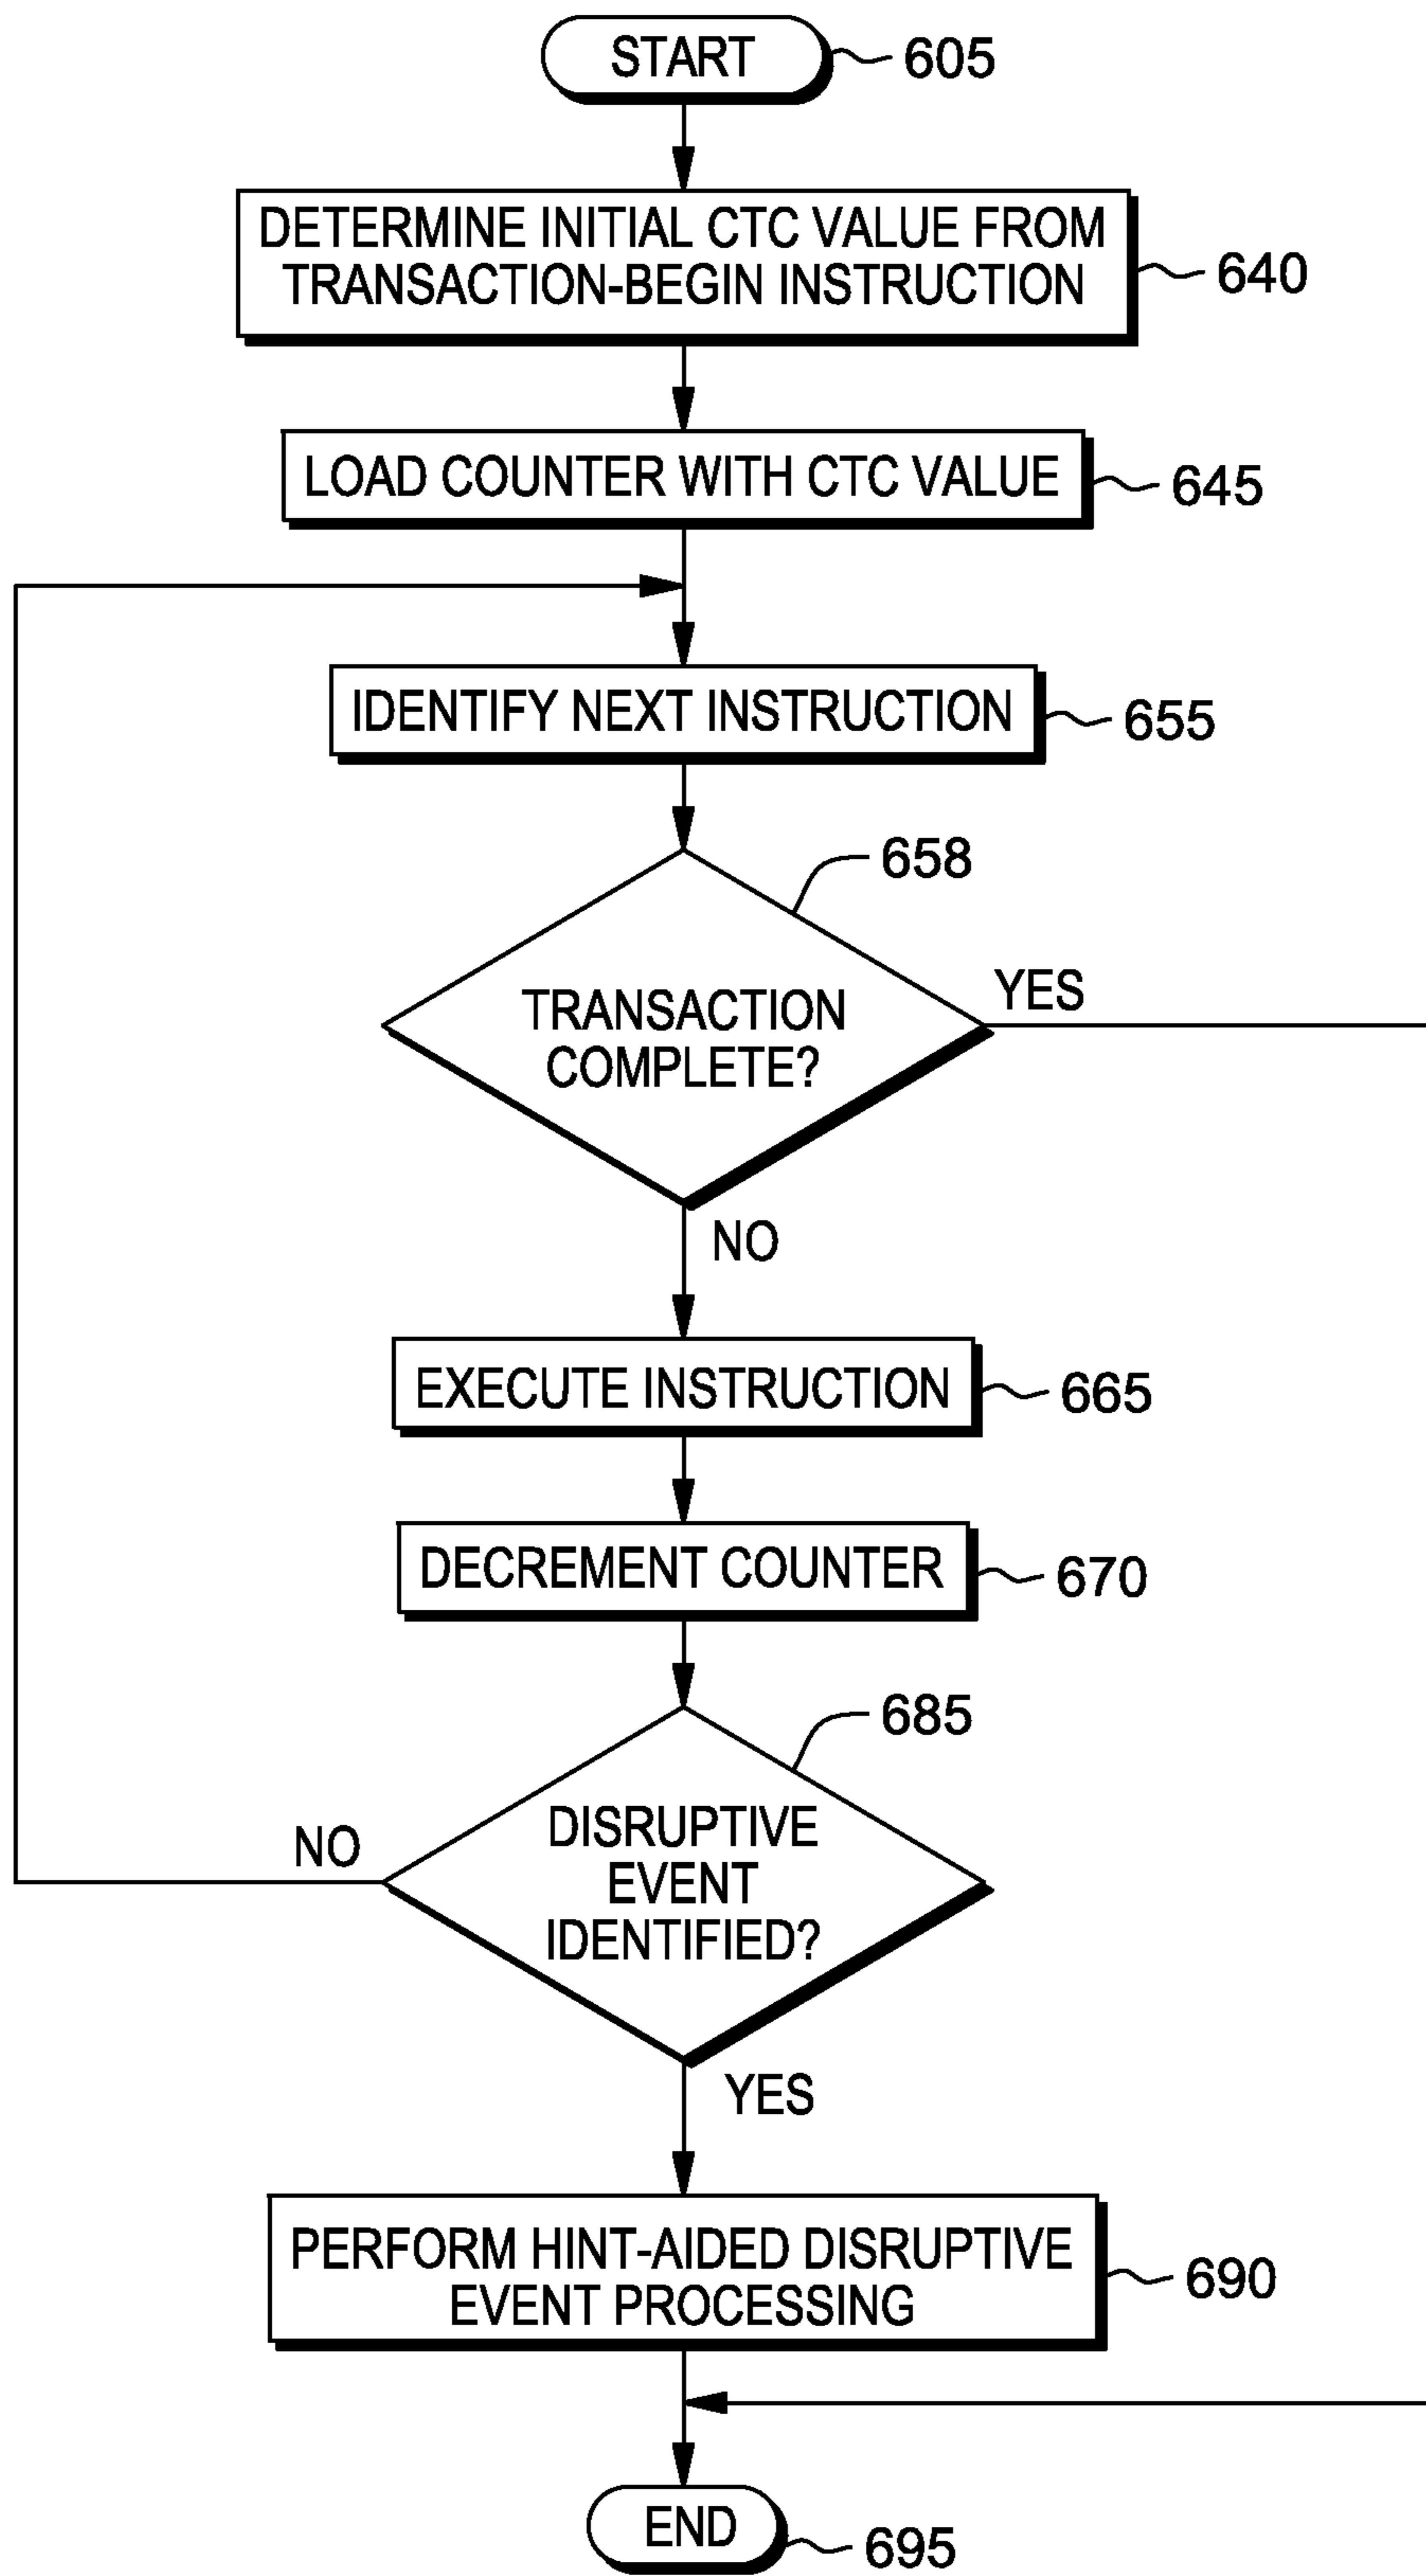 START
605
DETERMINE INITIAL CTC VALUE FROM
TRANSACTION-BEGIN INSTRUCTION
640
LOAD COUNTER WITH CTC VALUE
645
IDENTIFY NEXT INSTRUCTION
655
658
TRANSACTION
COMPLETE?
YES
NO
EXECUTE INSTRUCTION
665
DECREMENT COUNTER
670
685
DISRUPTIVE
EVENT
IDENTIFIED?
NO
YES
PERFORM HINT-AIDED DISRUPTIVE
EVENT PROCESSING
690
END
695